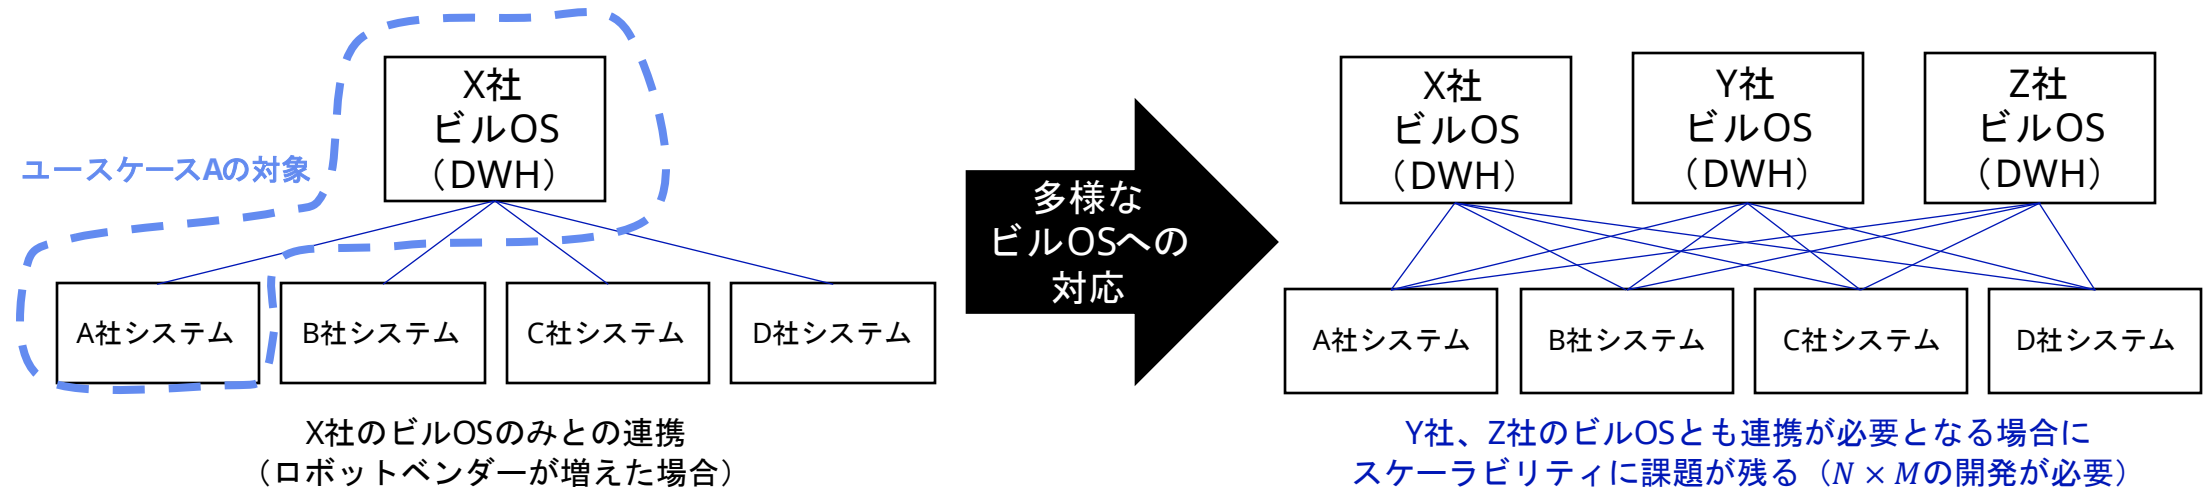 X社
ビルOS
（DWH）
ユースケースAの対象
A社システム
B社システム
C社システム
D社システム
X社のビルOSのみとの連携
（ロボットベンダーが増えた場合）
多様な
ビルOSへの
対応
X社
ビルOS
（DWH）
Y社
ビルOS
（DWH）
Z社
ビルOS
（DWH）
A社システム
B社システム
C社システム
D社システム
Y社、Z社のビルOSとも連携が必要となる場合に
スケーラビリティに課題が残る（N × Mの開発が必要）